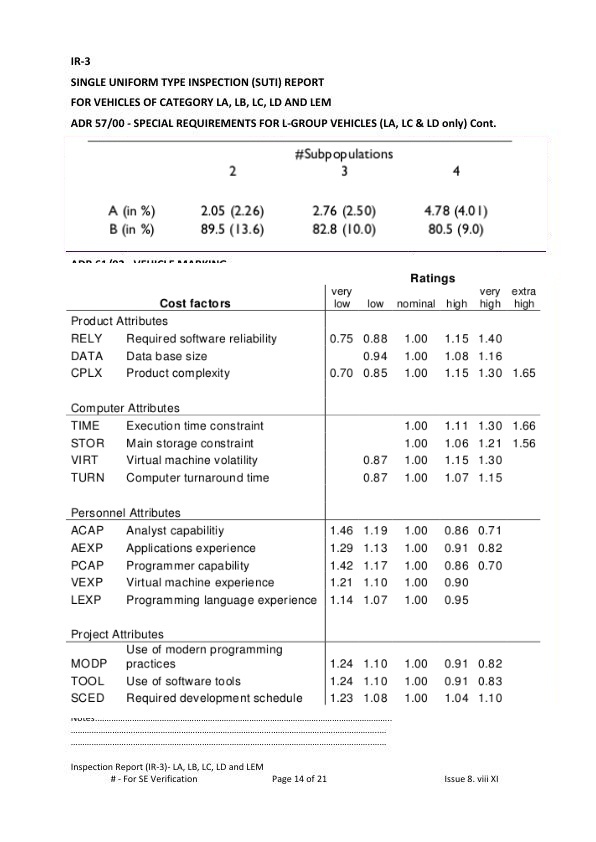 IR-3
SINGLE UNIFORM TYPE INSPECTION (SUTI) REPORT
FOR VEHICLES OF CATEGORY LA, LB, LC, LD AND LEM
ADR 57/00 - SPECIAL REQUIREMENTS FOR L-GROUP VEHICLES (LA, LC & LD only) Cont.
#Subpopulations
2 3 4
A (in %) 2.05 (2.26) 2.76 (2.50) 4.78 (4.01)
B (in %) 89.5 (13.6) 82.8 (10.0) 80.5 (9.0)
ADR 61/02 - VEHICLE MARKING
Ratings
very very extra
Cost factors low low nominal high high high
Product Attributes
RELY Required software reliability 0.75 0.88 1.00 1.15 1.40
DATA Data base size 0.94 1.00 1.08 1.16
CPLX Product complexity 0.70 0.85 1.00 1.15 1.30 1.65
Computer Attributes
TIME Execution time constraint 1.00 1.11 1.30 1.66
STOR Main storage constraint 1.00 1.06 1.21 1.56
VIRT Virtual machine volatility 0.87 1.00 1.15 1.30
TURN Computer turnaround time 0.87 1.00 1.07 1.15
Personnel Attributes
ACAP Analyst capabilitiy 1.46 1.19 1.00 0.86 0.71
AEXP Applications experience 1.29 1.13 1.00 0.91 0.82
PCAP Programmer capability 1.42 1.17 1.00 0.86 0.70
VEXP Virtual machine experience 1.21 1.10 1.00 0.90
LEXP Programming language experience 1.14 1.07 1.00 0.95
Project Attributes
Use of modern programming
MODP practices 1.24 1.10 1.00 0.91 0.82
TOOL Use of software tools 1.24 1.10 1.00 0.91 0.83
SCED Required development schedule 1.23 1.08 1.00 1.04 1.10
Notes
Inspection Report (IR-3)- LA, LB, LC, LD and LEM
# - For SE Verification Page 14 of 21 Issue 8. viii XI